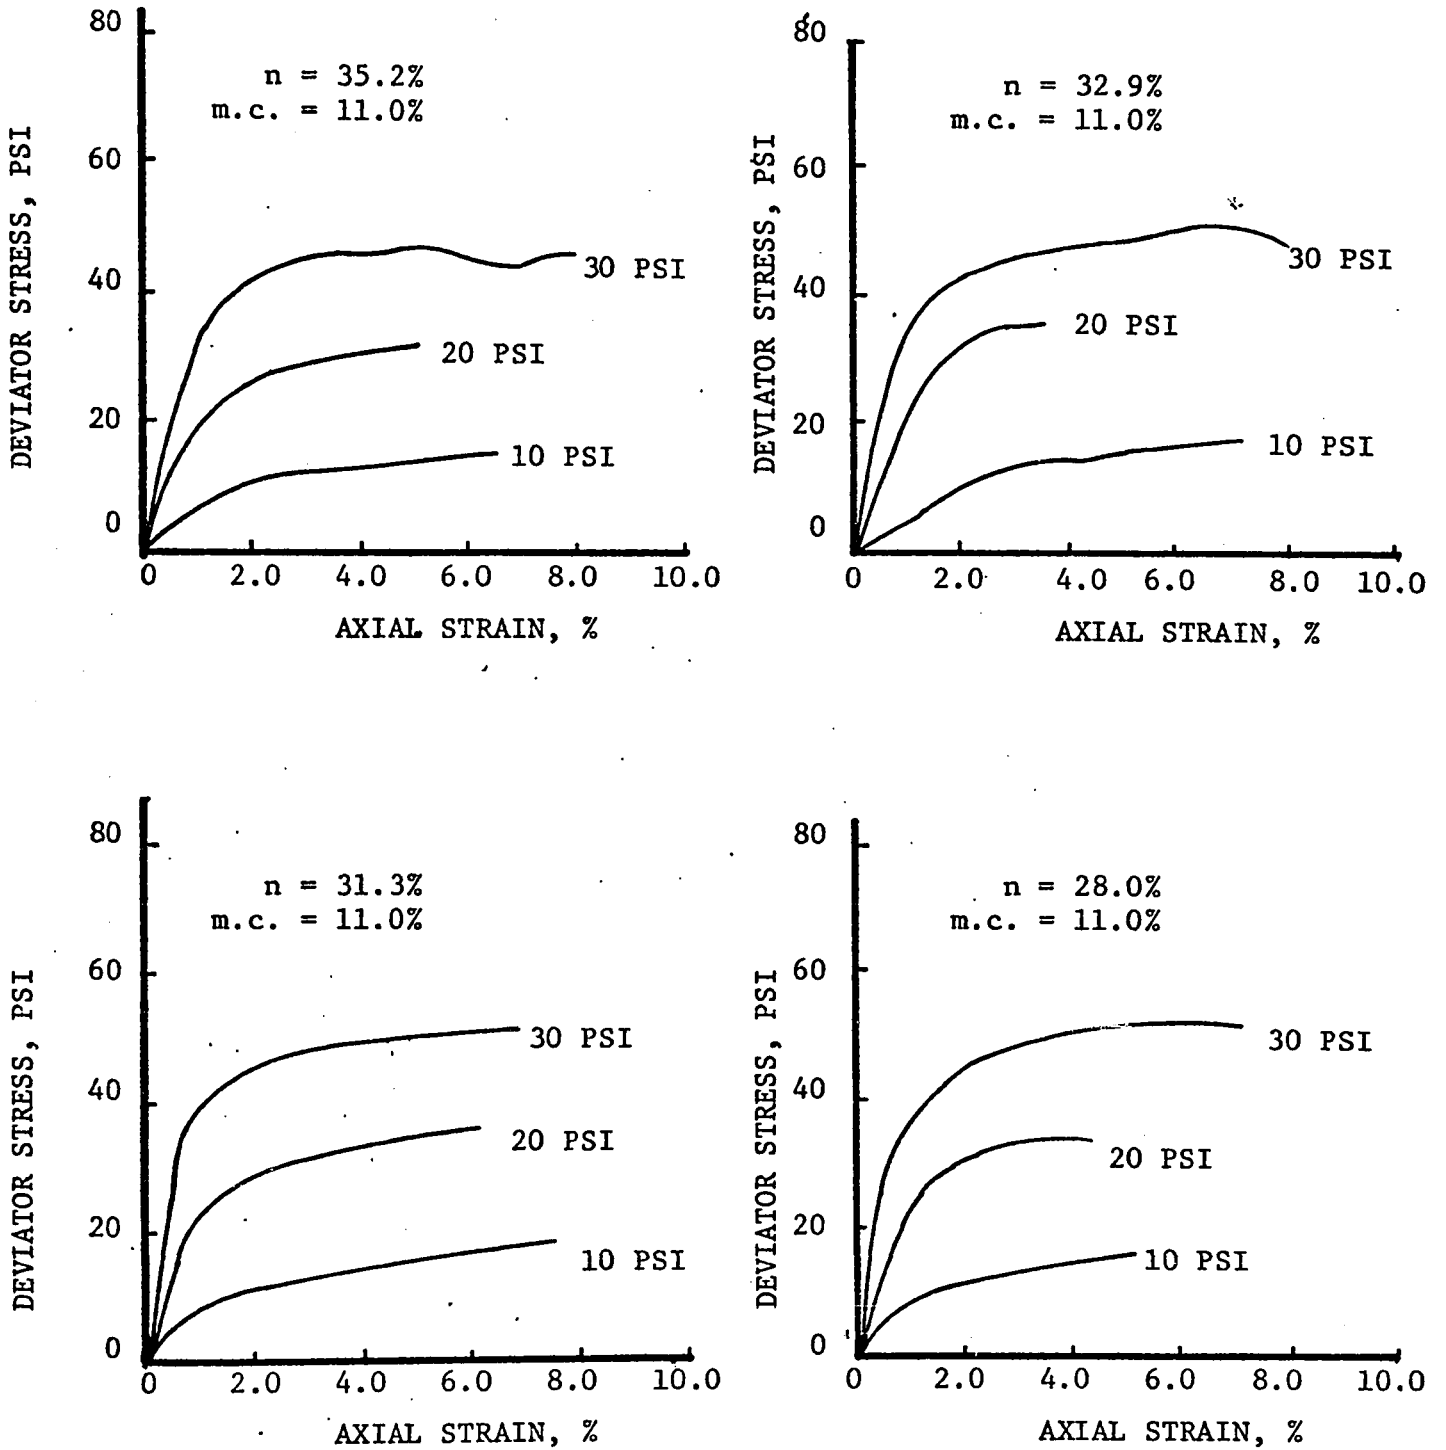 80
n = 35.2%
m.c. = 11.0%
60
40
20
0
DEVIATOR STRESS, PSI
30 PSI
20 PSI
10 PSI
0 2.0 4.0 6.0 8.0 10.0
AXIAL STRAIN, %
80
n = 32.9%
m.c. = 11.0%
60
40
20
0
DEVIATOR STRESS, PSI
30 PSI
20 PSI
10 PSI
0 2.0 4.0 6.0 8.0 10.0
AXIAL STRAIN, %
80
n = 31.3%
m.c. = 11.0%
60
40
20
0
DEVIATOR STRESS, PSI
30 PSI
20 PSI
10 PSI
0 2.0 4.0 6.0 8.0 10.0
AXIAL STRAIN, %
80
n = 28.0%
m.c. = 11.0%
60
40
20
0
DEVIATOR STRESS, PSI
30 PSI
20 PSI
10 PSI
0 2.0 4.0 6.0 8.0 10.0
AXIAL STRAIN, %